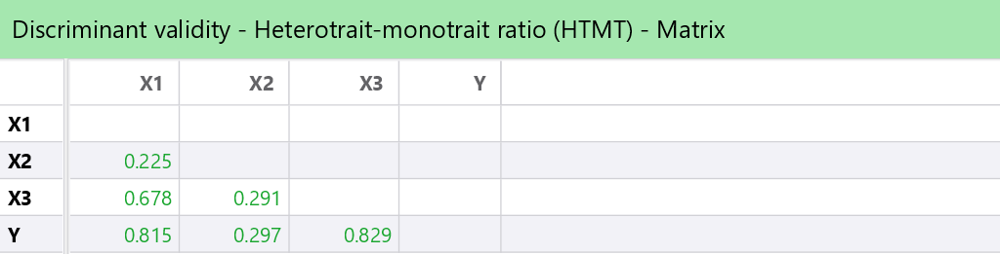 Discriminant validity - Heterotrait-monotrait ratio (HTMT) - Matrix
X1 X2 X3 Y
X1
X2 0.225
X3 0.678 0.291
Y 0.815 0.297 0.829